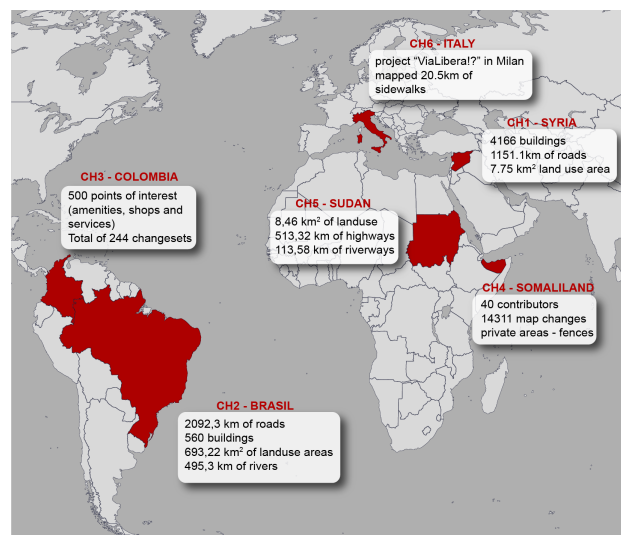 CH6 - ITALY
project “ViaLibera!?” in Milan
mapped 20.5km of
sidewalks
CH1 - SYRIA
4166 buildings
1151.1km of roads
7.75 km² land use area
CH3 - COLOMBIA
500 points of interest
(amenities, shops and
services)
Total of 244 changesets
CH5 - SUDAN
8,46 km² of landuse
513,32 km of highways
113,58 km of riverways
CH4 - SOMALILAND
40 contributors
14311 map changes
private areas - fences
CH2 - BRASIL
2092,3 km of roads
560 buildings
693,22 km² of landuse areas
495,3 km of rivers